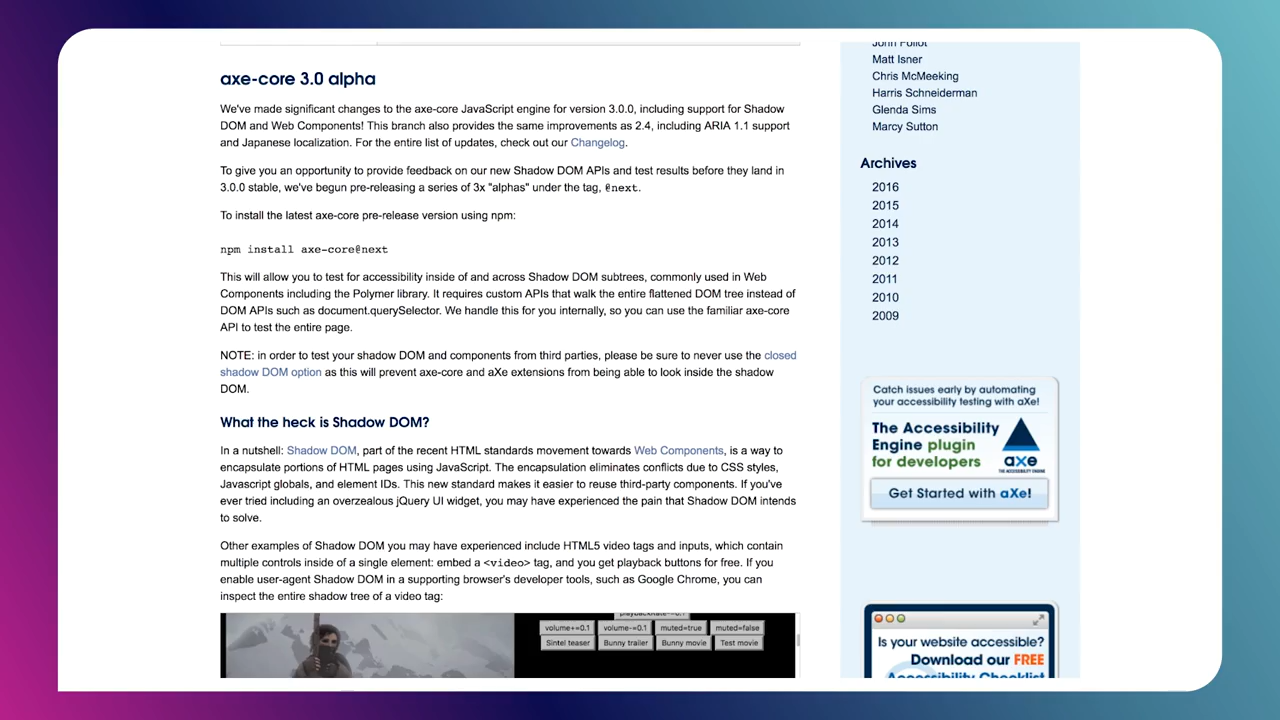 axe-core 3.0 alpha
We've made significant changes to the axe-core JavaScript engine for version 3.0.0, including support for Shadow
DOM and Web Components! This branch also provides the same improvements as 2.4, including ARIA 1.1 support
and Japanese localization. For the entire list of updates, check out our Changelog.
To give you an opportunity to provide feedback on our new Shadow DOM APIs and test results before they land in
3.0.0 stable, we've begun pre-releasing a series of 3x "alphas" under the tag, @next.
To install the latest axe-core pre-release version using npm:
npm install axe-core@next
This will allow you to test for accessibility inside of and across Shadow DOM subtrees, commonly used in Web
Components including the Polymer library. It requires custom APIs that walk the entire flattened DOM tree instead of
DOM APIs such as document.querySelector. We handle this for you internally, so you can use the familiar axe-core
API to test the entire page.
NOTE: in order to test your shadow DOM and components from third parties, please be sure to never use the closed
shadow DOM option as this will prevent axe-core and aXe extensions from being able to look inside the shadow
DOM.
What the heck is Shadow DOM?
In a nutshell: Shadow DOM, part of the recent HTML standards movement towards Web Components, is a way to
encapsulate portions of HTML pages using JavaScript. The encapsulation eliminates conflicts due to CSS styles,
Javascript globals, and element IDs. This new standard makes it easier to reuse third-party components. If you've
ever tried including an overzealous jQuery UI widget, you may have experienced the pain that Shadow DOM intends
to solve.
Other examples of Shadow DOM you may have experienced include HTML5 video tags and inputs, which contain
multiple controls inside of a single element: embed a <video> tag, and you get playback buttons for free. If you
enable user-agent Shadow DOM in a supporting browser's developer tools, such as Google Chrome, you can
inspect the entire shadow tree of a video tag:
volume+=0.1 volume-=0.1 muted=true muted=false
Sintel teaser Bunny trailer Bunny movie Test movie
John Foliot
Matt Isner
Chris McMeeking
Harris Schneiderman
Glenda Sims
Marcy Sutton
Archives
2016
2015
2014
2013
2012
2011
2010
2009
Catch issues early by automating
your accessibility testing with aXe!
The Accessibility
Engine plugin
for developers
axe
THE ACCESSIBILITY ENGINE
Get Started with aXe!
Is your website accessible?
Download our FREE
Accessibility Checklist